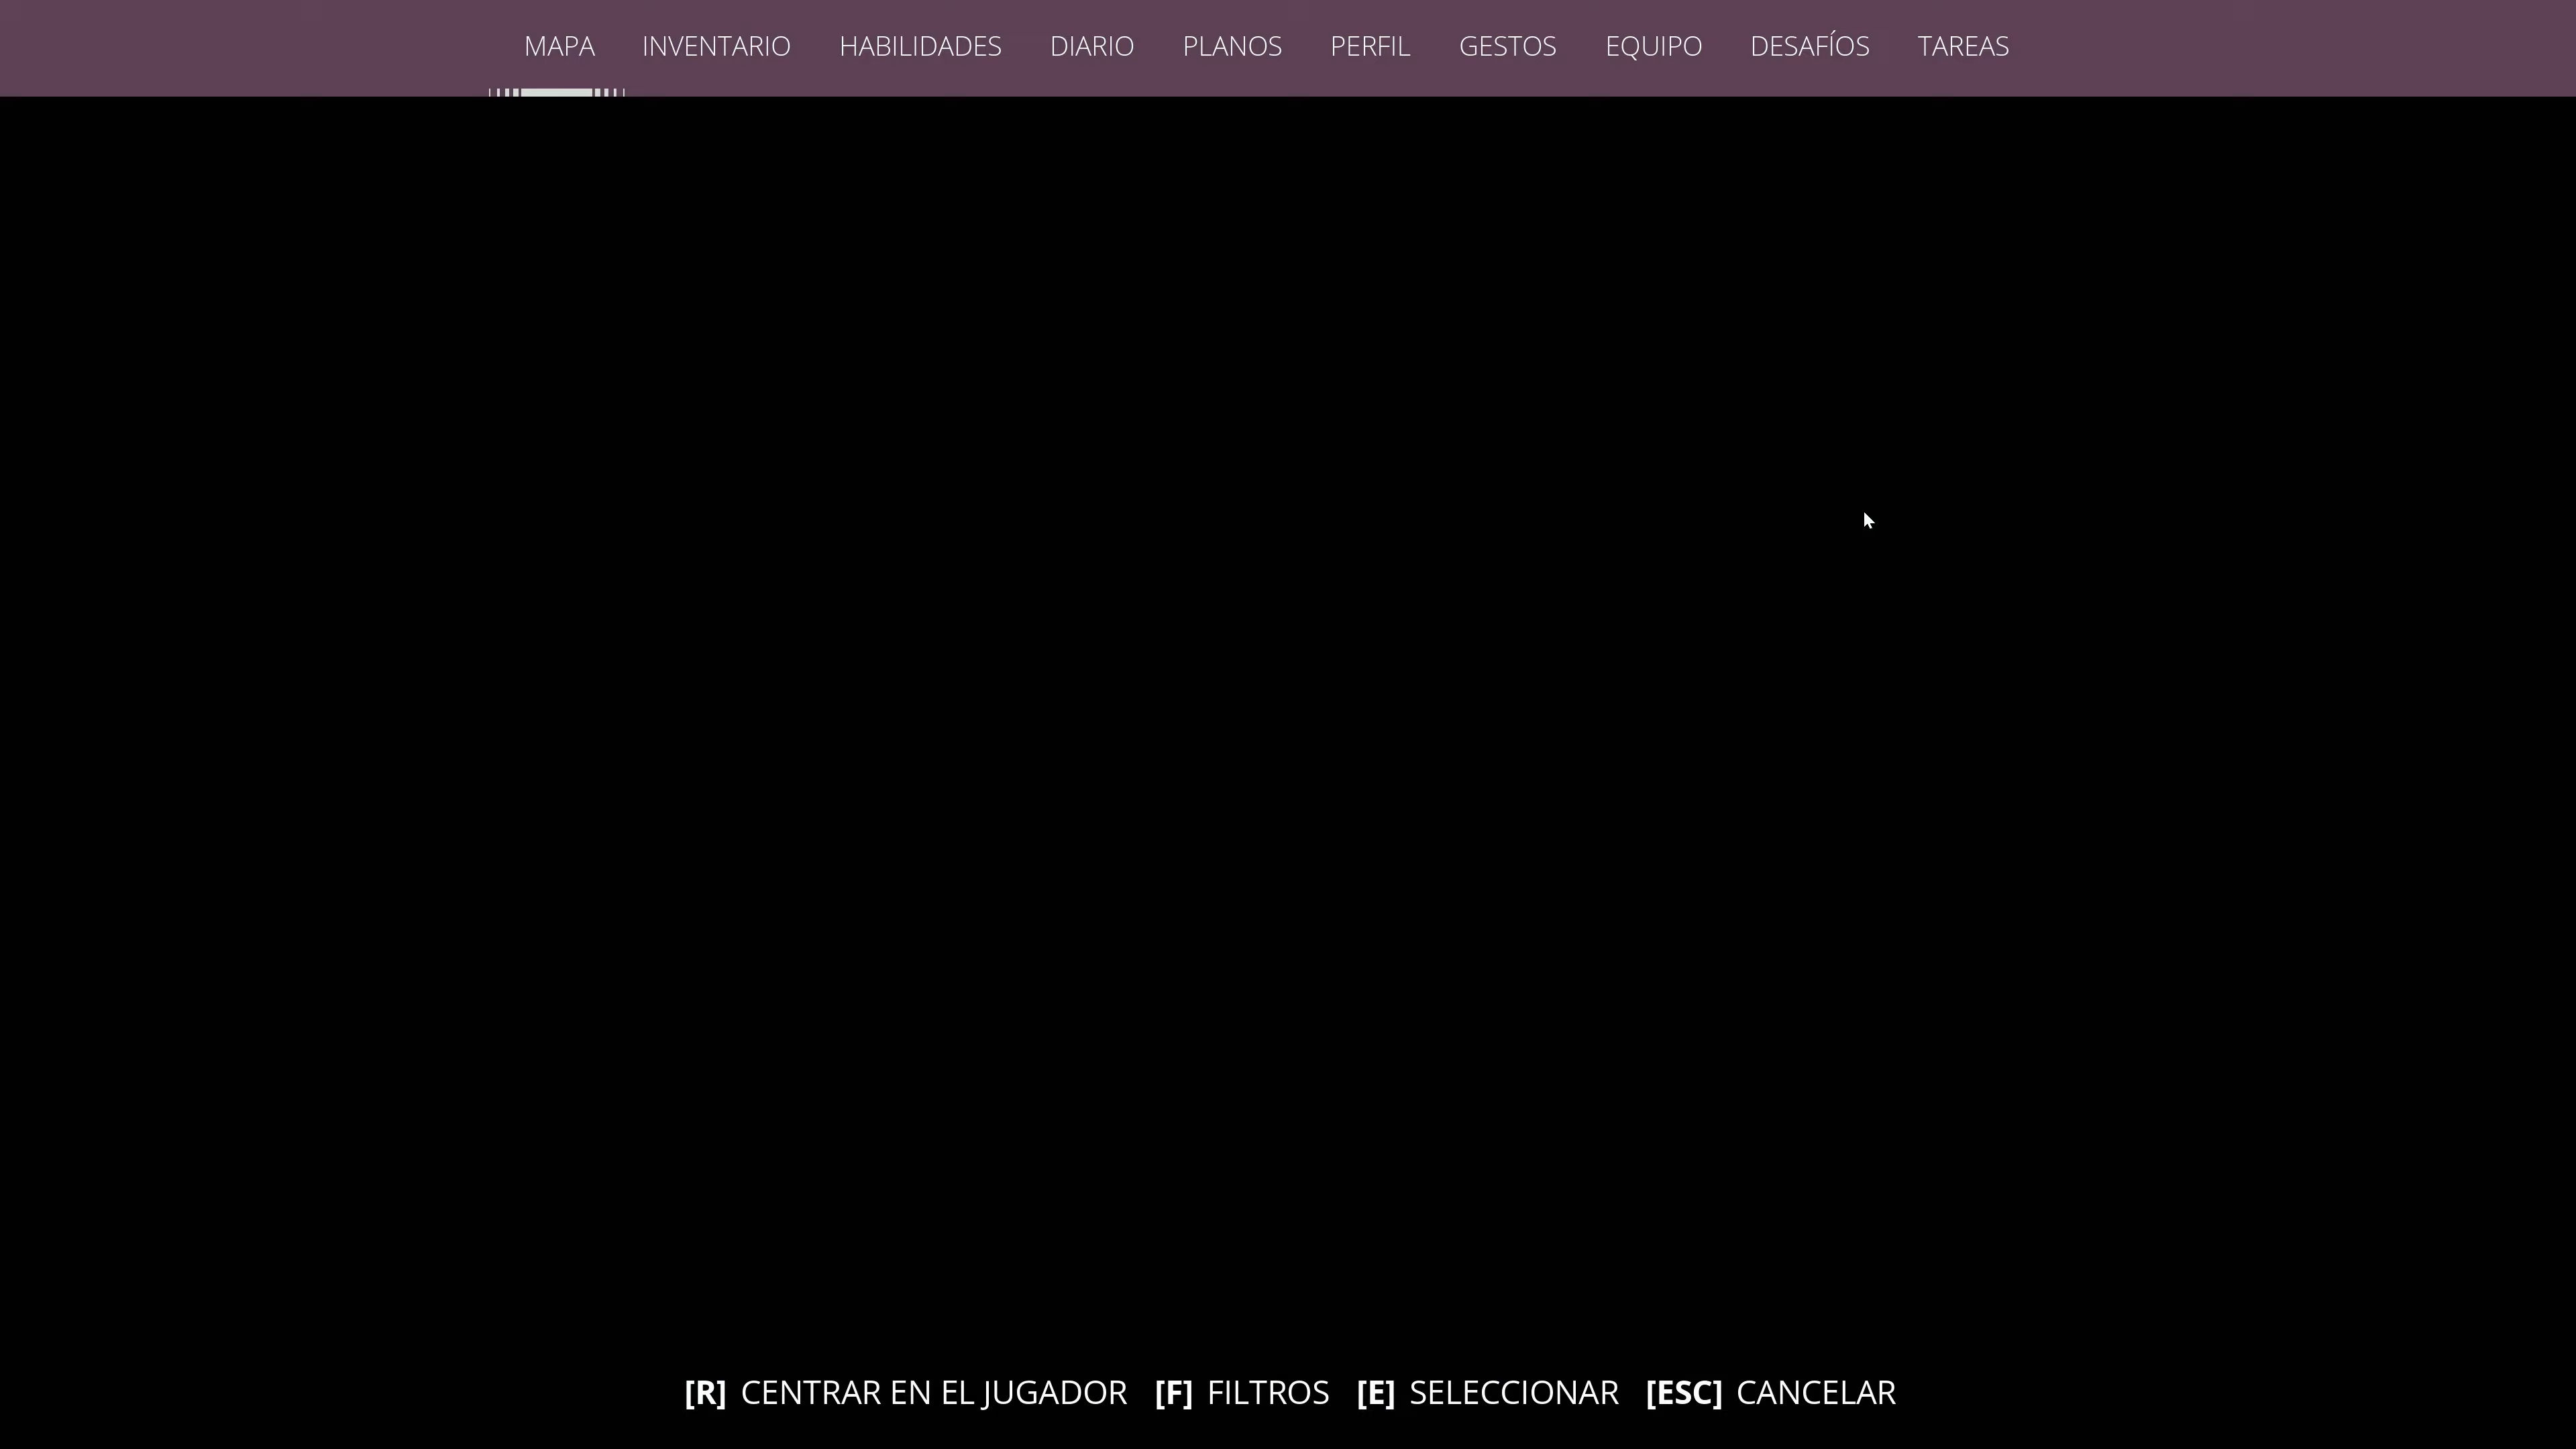 MAPA INVENTARIO HABILIDADES DIARIO PLANOS PERFIL GESTOS EQUIPO DESAFÍOS TAREAS
[R] CENTRAR EN EL JUGADOR [F] FILTROS [E] SELECCIONAR [ESC] CANCELAR